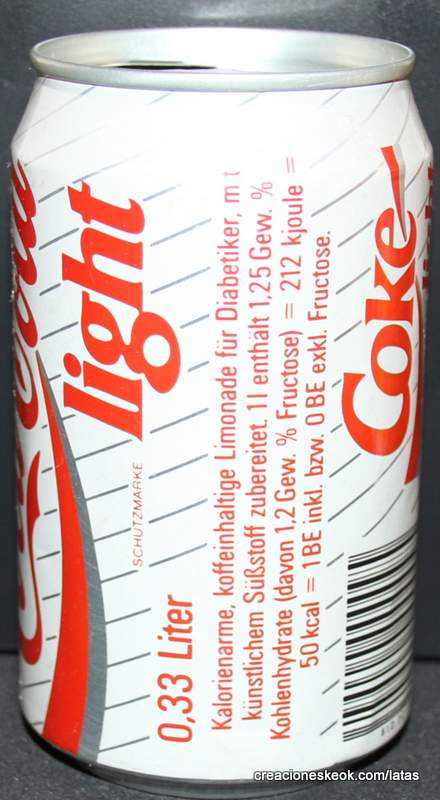 Coca-Cola
light
SCHUTZMARKE
0,33 Liter
Kalorienarme, koffeinhaltige Limonade für Diabetiker, mit
künstlichem Süßstoff zubereitet. 1l enthält 1,25 Gew. %
Kohlenhydrate (davon 1,2 Gew. % Fructose) = 212 kjoule =
50 kcal = 1BE inkl. bzw. 0BE exkl. Fructose.
Coke
creacioneskeok.com/latas